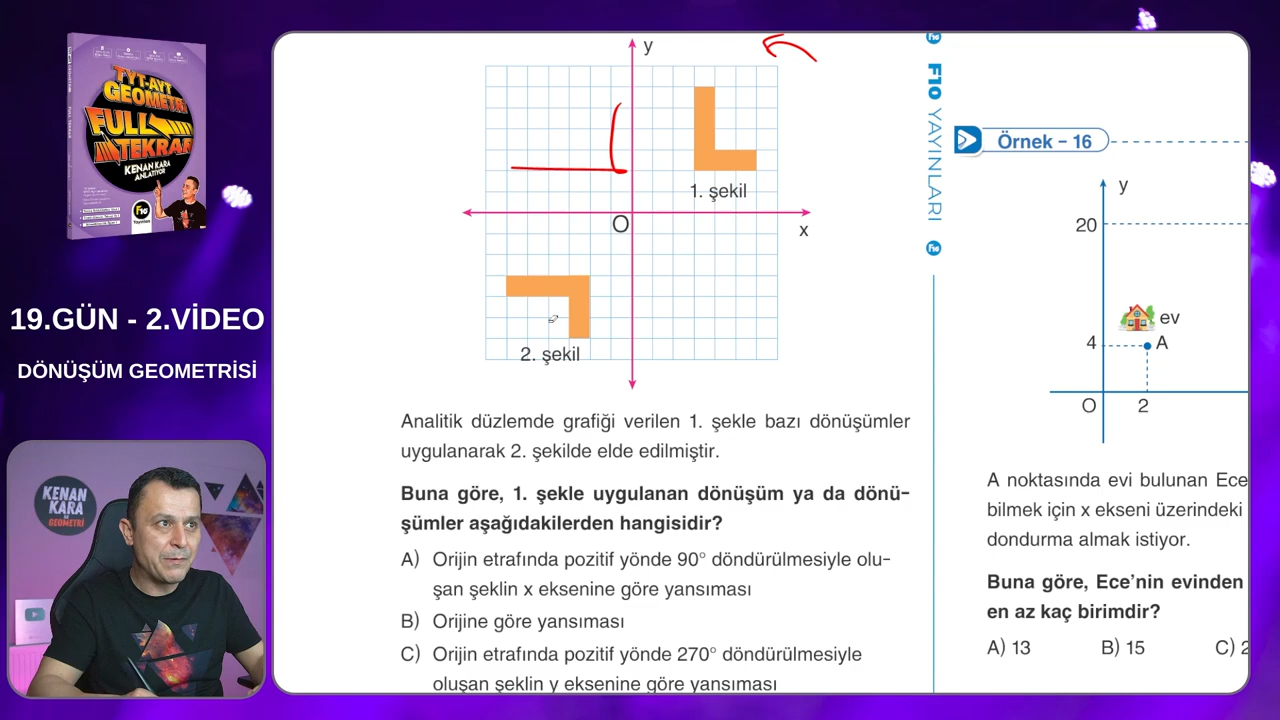 TYT-AYT
GEOMETRİ
FULL
TEKRAR
KENAN KARA
ANLATIYOR
F10
19.GÜN - 2.VİDEO
DÖNÜŞÜM GEOMETRİSİ
KENAN
KARA
GEOMETRİ
y
1. şekil
O
x
2. şekil
Analitik düzlemde grafiği verilen 1. şekle bazı dönüşümler
uygulanarak 2. şekilde elde edilmiştir.
Buna göre, 1. şekle uygulanan dönüşüm ya da dönü-
şümler aşağıdakilerden hangisidir?
A) Orijin etrafında pozitif yönde 90° döndürülmesiyle olu-
şan şeklin x eksenine göre yansıması
B) Orijine göre yansıması
C) Orijin etrafında pozitif yönde 270° döndürülmesiyle
oluşan şeklin y eksenine göre yansıması
F10 YAYINLARI
Örnek - 16
y
20
ev
4
A
O
2
A noktasında evi bulunan Ece
bilmek için x ekseni üzerindeki
dondurma almak istiyor.
Buna göre, Ece'nin evinden
en az kaç birimdir?
A) 13 B) 15 C) 2